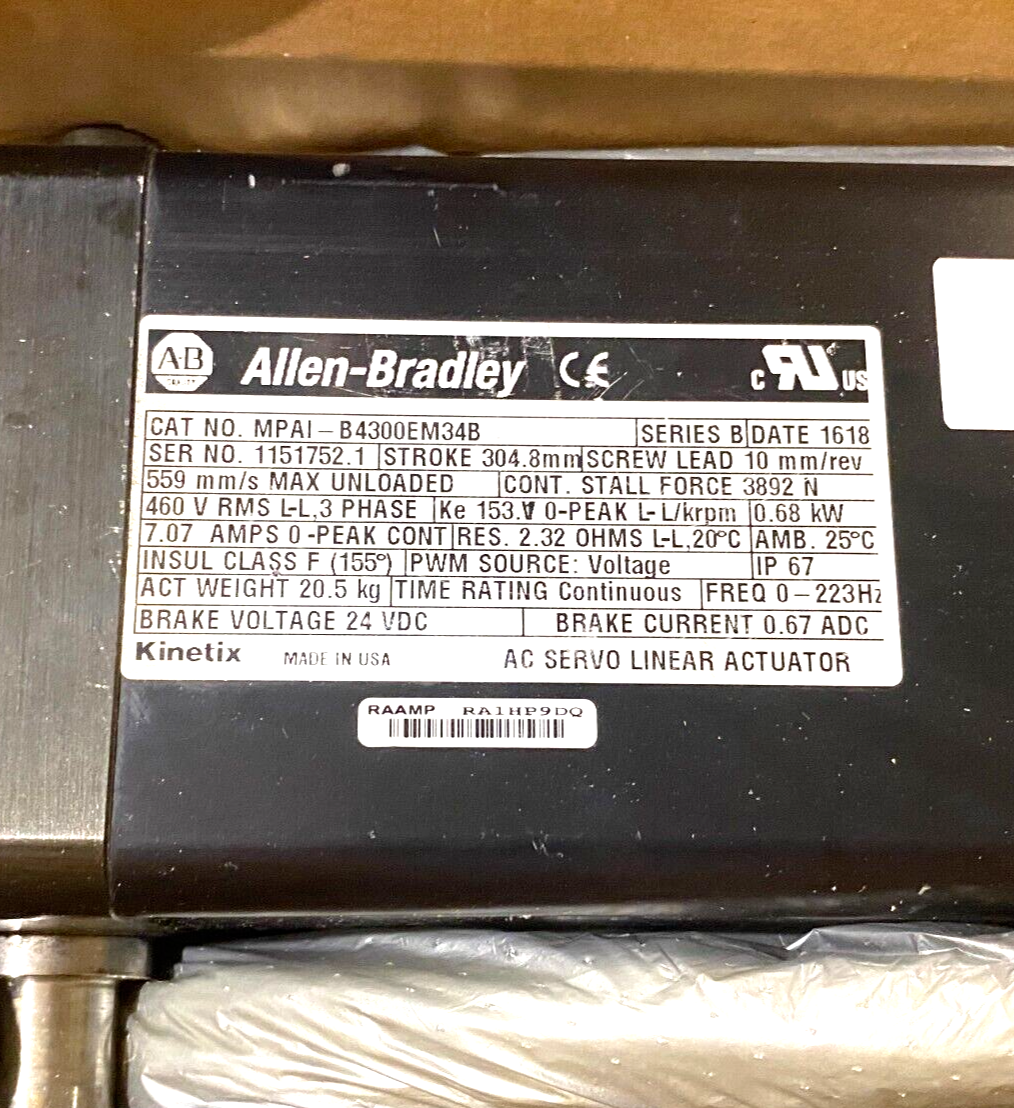 A-B Allen-Bradley CE c RU US
CAT NO. MPAI-B4300EM34B SERIES B DATE 1618
SER NO. 1151752.1 STROKE 304.8mm SCREW LEAD 10 mm/rev
559 mm/s MAX UNLOADED CONT. STALL FORCE 3892 N
460 V RMS L-L,3 PHASE Ke 153.V 0-PEAK L-L/krpm 0.68 kW
7.07 AMPS 0-PEAK CONT RES. 2.32 OHMS L-L,20°C AMB. 25°C
INSUL CLASS F (155°) PWM SOURCE: Voltage IP 67
ACT WEIGHT 20.5 kg TIME RATING Continuous FREQ 0-223Hz
BRAKE VOLTAGE 24 VDC BRAKE CURRENT 0.67 ADC
Kinetix MADE IN USA AC SERVO LINEAR ACTUATOR
RAAMP RA1HP9DQ